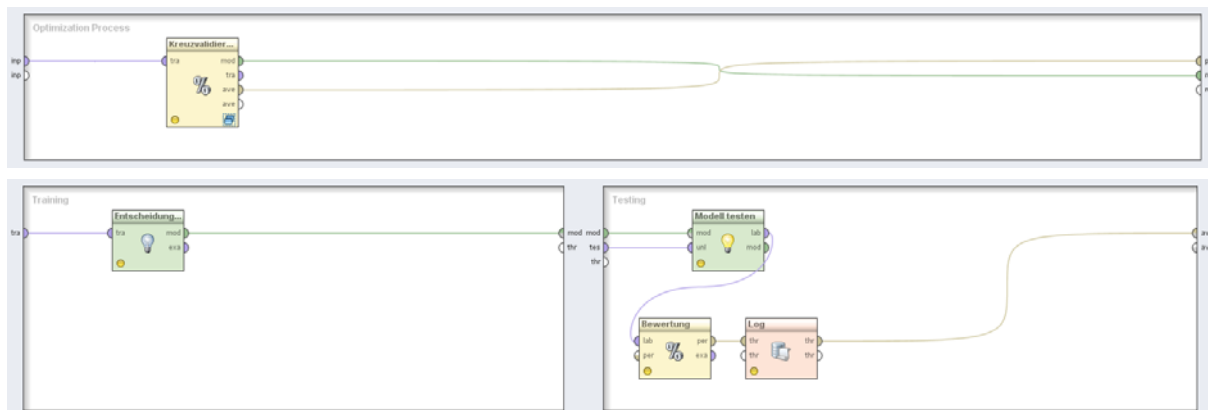 Optimization Process
Kreuzvalidier...
inp
inp
tra mod
tra
ave
ave
Training
Entscheidung...
tra
tra mod
exa
mod
thr
Testing
Modell testen
mod
tes
thr
mod lab
unl mod
Bewertung
lab per
per exa
Log
thr thr
thr thr